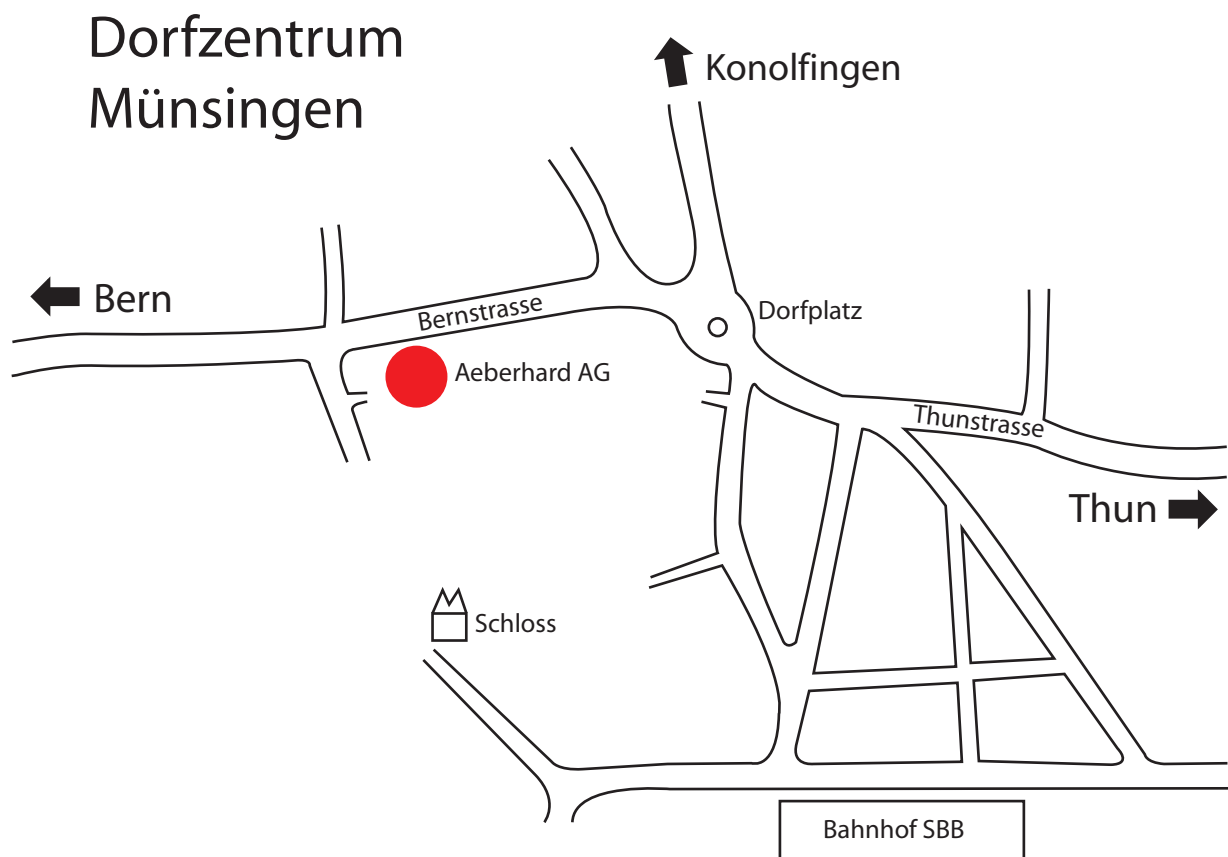 Dorfzentrum
Münsingen
Konolfingen
Bern
Bernstrasse
Dorfplatz
Aeberhard AG
Thunstrasse
Thun
Schloss
Bahnhof SBB